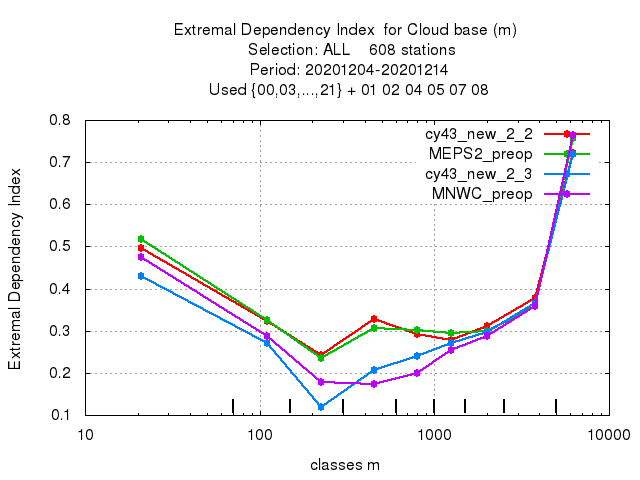 Extremal Dependency Index  for Cloud base (m)
Selection: ALL    608 stations
Period: 20201204-20201214
Used {00,03,...,21} + 01 02 04 05 07 08
cy43_new_2_2
MEPS2_preop
cy43_new_2_3
MNWC_preop
Extremal Dependency Index
0.8
0.7
0.6
0.5
0.4
0.3
0.2
0.1
10
100
1000
10000
classes m